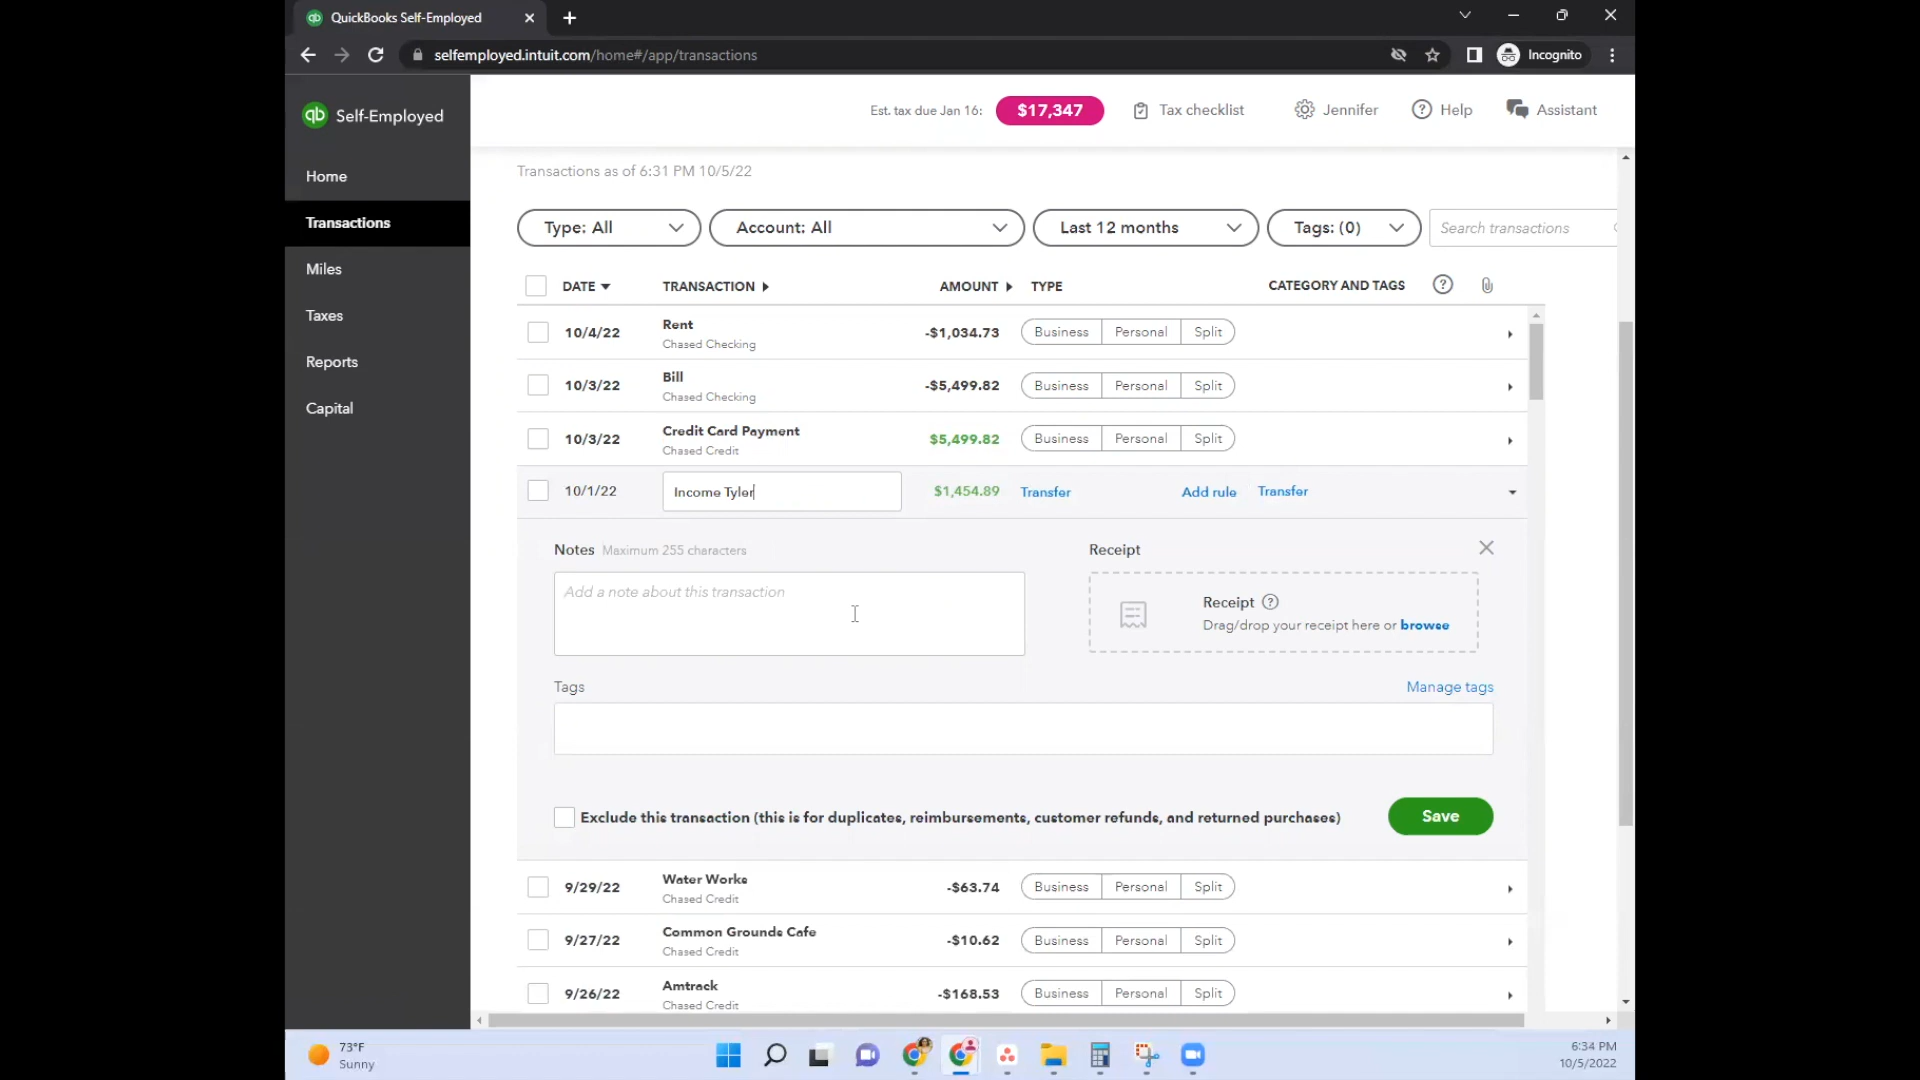 QuickBooks Self-Employed
selfemployed.intuit.com/home#/app/transactions
Incognito
qb Self-Employed
Est. tax due Jan 16: $17,347 Tax checklist Jennifer Help Assistant
Home
Transactions
Miles
Taxes
Reports
Capital
Transactions as of 6:31 PM 10/5/22
Type: All Account: All Last 12 months Tags: (0) Search transactions
DATE TRANSACTION AMOUNT TYPE CATEGORY AND TAGS
10/4/22 Rent -$1,034.73 Business Personal Split
Chased Checking
10/3/22 Bill -$5,499.82 Business Personal Split
Chased Checking
10/3/22 Credit Card Payment $5,499.82 Business Personal Split
Chased Credit
10/1/22 Income Tyler $1,454.89 Transfer Add rule Transfer
Notes Maximum 255 characters Receipt
Add a note about this transaction
Receipt
Drag/drop your receipt here or browse
Tags Manage tags
Exclude this transaction (this is for duplicates, reimbursements, customer refunds, and returned purchases) Save
9/29/22 Water Works -$63.74 Business Personal Split
Chased Credit
9/27/22 Common Grounds Cafe -$10.62 Business Personal Split
Chased Credit
9/26/22 Amtrack -$168.53 Business Personal Split
Chased Credit
73°F
Sunny
6:34 PM
10/5/2022